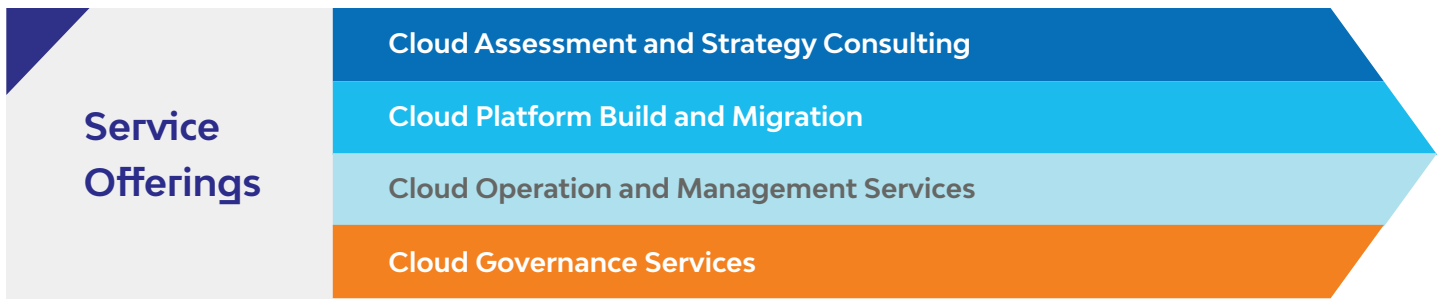 Service
Offerings
Cloud Assessment and Strategy Consulting
Cloud Platform Build and Migration
Cloud Operation and Management Services
Cloud Governance Services